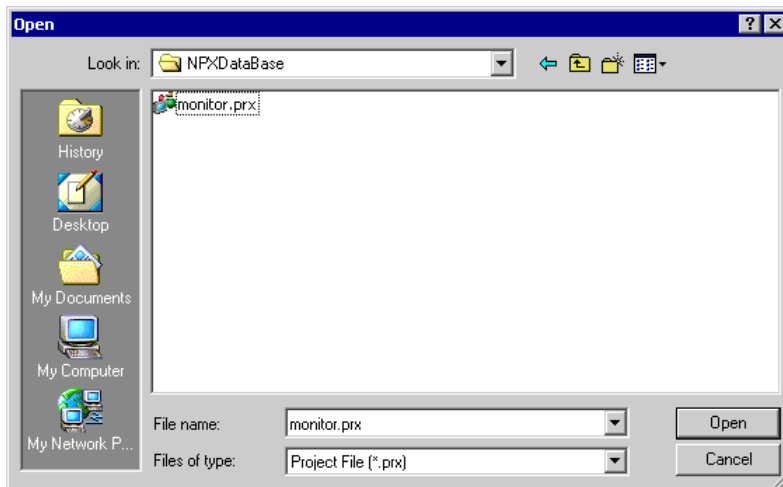 Open
Look in: NPXDataBase
History
Desktop
My Documents
My Computer
My Network P...
monitor.prx
File name: monitor.prx Open
Files of type: Project File (*.prx) Cancel